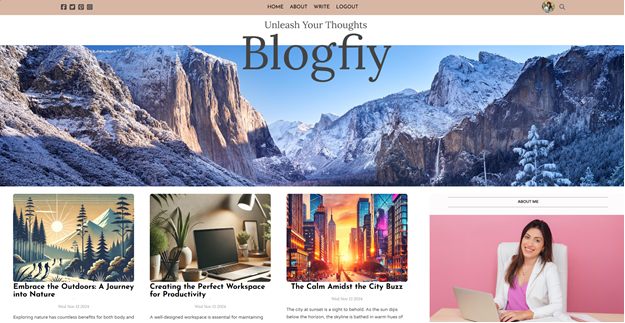 HOME ABOUT WRITE LOGOUT
Unleash Your Thoughts
Blogfiy
ABOUT ME
Embrace the Outdoors: A Journey
into Nature
Wed Nov 13 2024
Exploring nature has countless benefits for both body and
Creating the Perfect Workspace
for Productivity
Wed Nov 13 2024
A well-designed workspace is essential for maintaining
The Calm Amidst the City Buzz
Wed Nov 13 2024
The city at sunset is a sight to behold. As the sun dips
below the horizon, the skyline is bathed in warm hues of